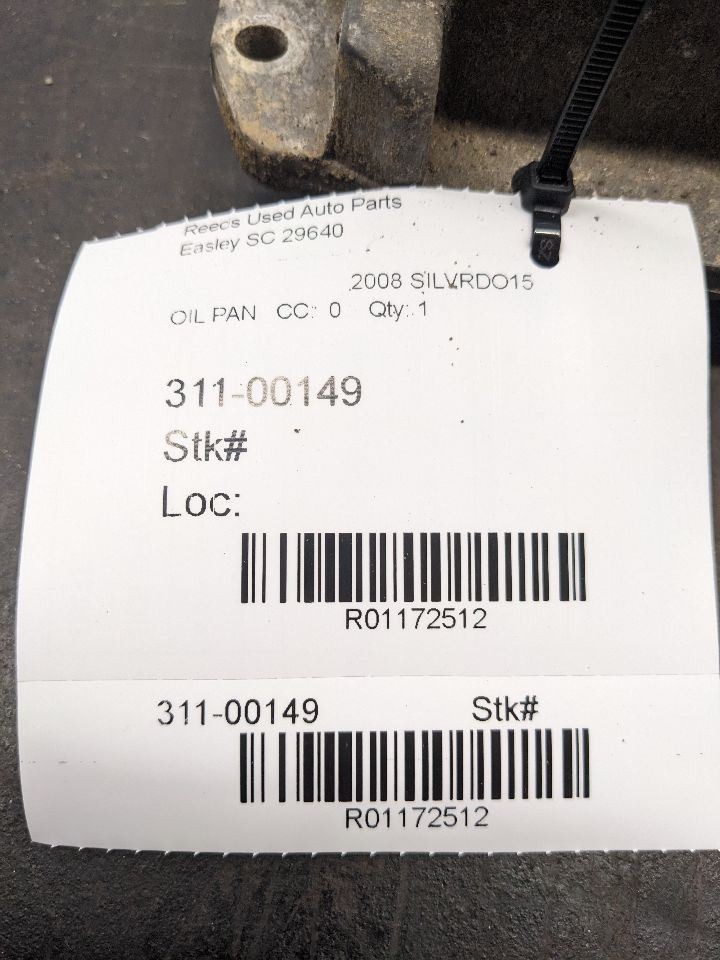 Reeds Used Auto Parts
Easley SC 29640
2008 SILVRDO15
OIL PAN CC: 0 Qty: 1
311-00149
Stk#
Loc:
R01172512
311-00149 Stk#
R01172512